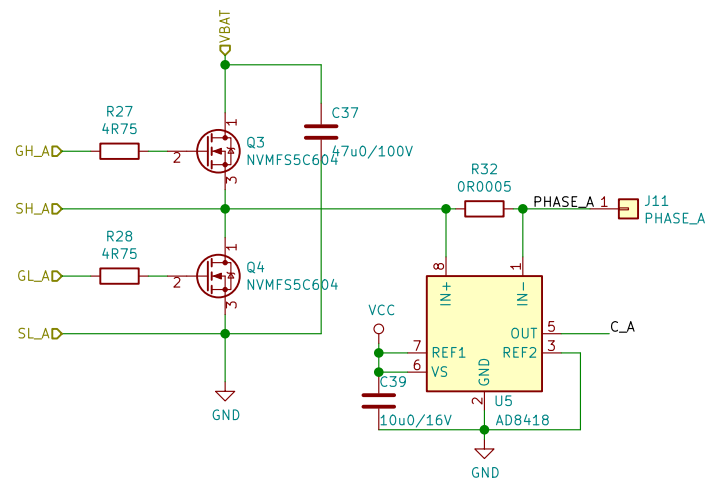 VBAT
R27
4R75
GH_A
2
1
3
Q3
NVMFS5C604
C37
47u0/100V
SH_A
R28
4R75
GL_A
2
1
3
Q4
NVMFS5C604
SL_A
GND
R32
0R0005
PHASE_A
1
J11
PHASE_A
8
1
IN+
IN-
VCC
7
REF1
6
VS
OUT
5
C_A
REF2
3
GND
2
C39
10u0/16V
U5
AD8418
GND